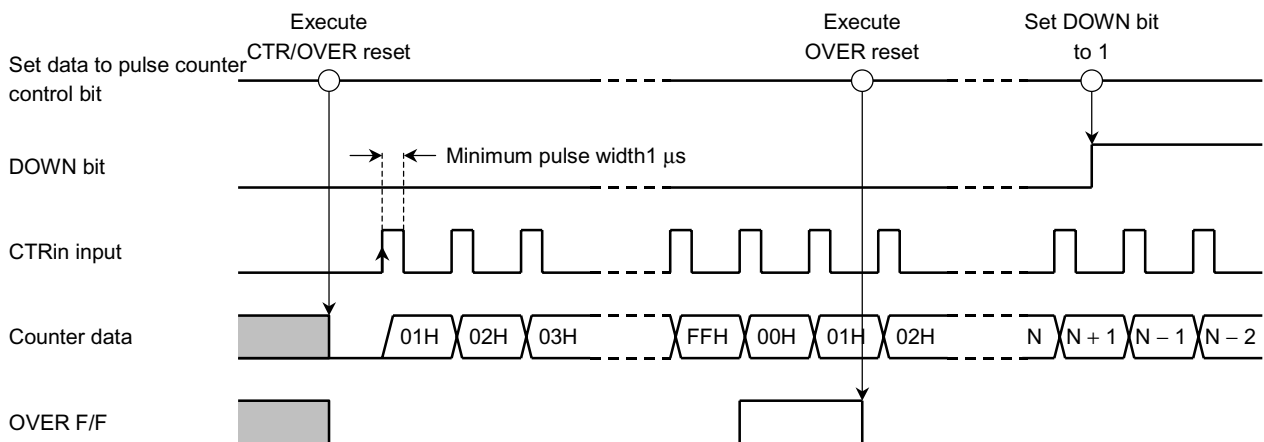 Execute
CTR/OVER reset
Execute
OVER reset
Set DOWN bit
to 1
Set data to pulse counter
control bit
DOWN bit
Minimum pulse width1 μs
CTRin input
Counter data
01H 02H 03H FFH 00H 01H 02H N N + 1 N − 1 N − 2
OVER F/F